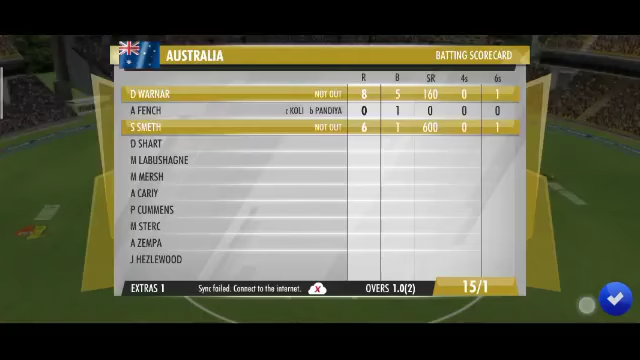 AUSTRALIA BATTING SCORECARD
R B SR 4s 6s
D WARNAR NOT OUT 8 5 160 0 1
A FENCH c KOLI b PANDIYA 0 1 0 0 0
S SMETH NOT OUT 6 1 600 0 1
D SHART
M LABUSHAGNE
M MERSH
A CARIY
P CUMMENS
M STERC
A ZEMPA
J HEZLEWOOD
EXTRAS 1 Sync failed. Connect to the internet. OVERS 1.0(2) 15/1